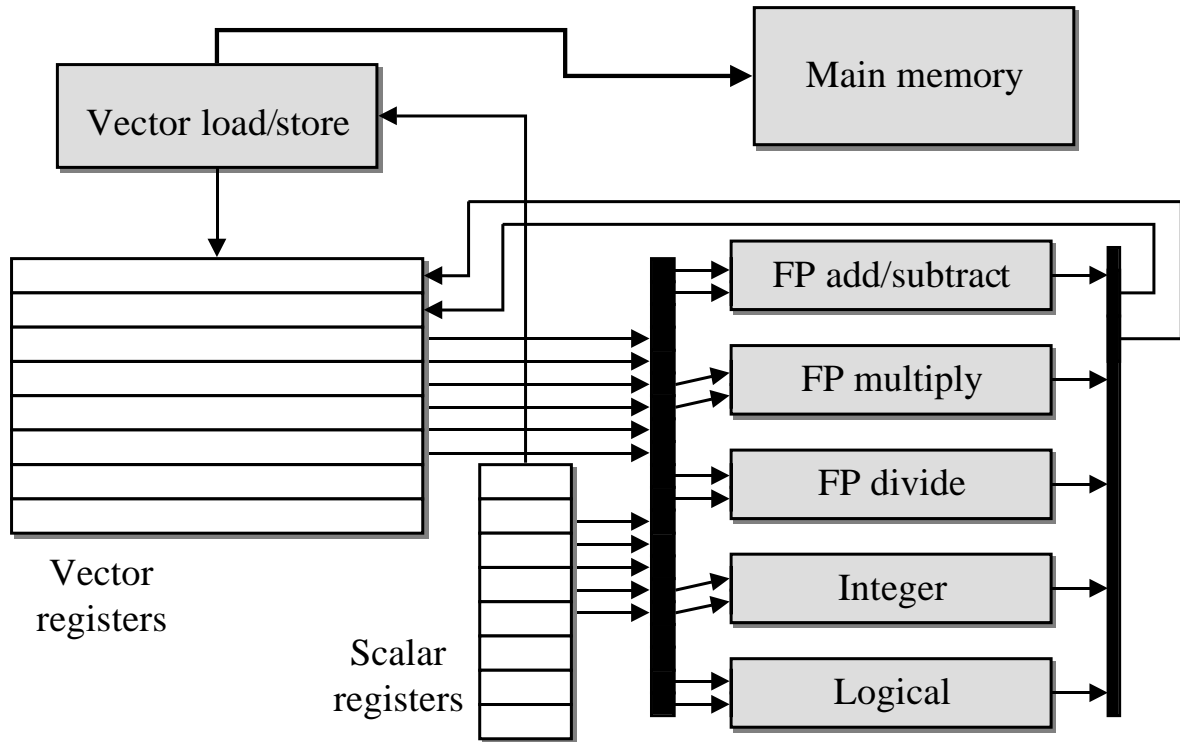 Main memory
Vector load/store
FP add/subtract
FP multiply
FP divide
Integer
Logical
Vector
registers
Scalar
registers